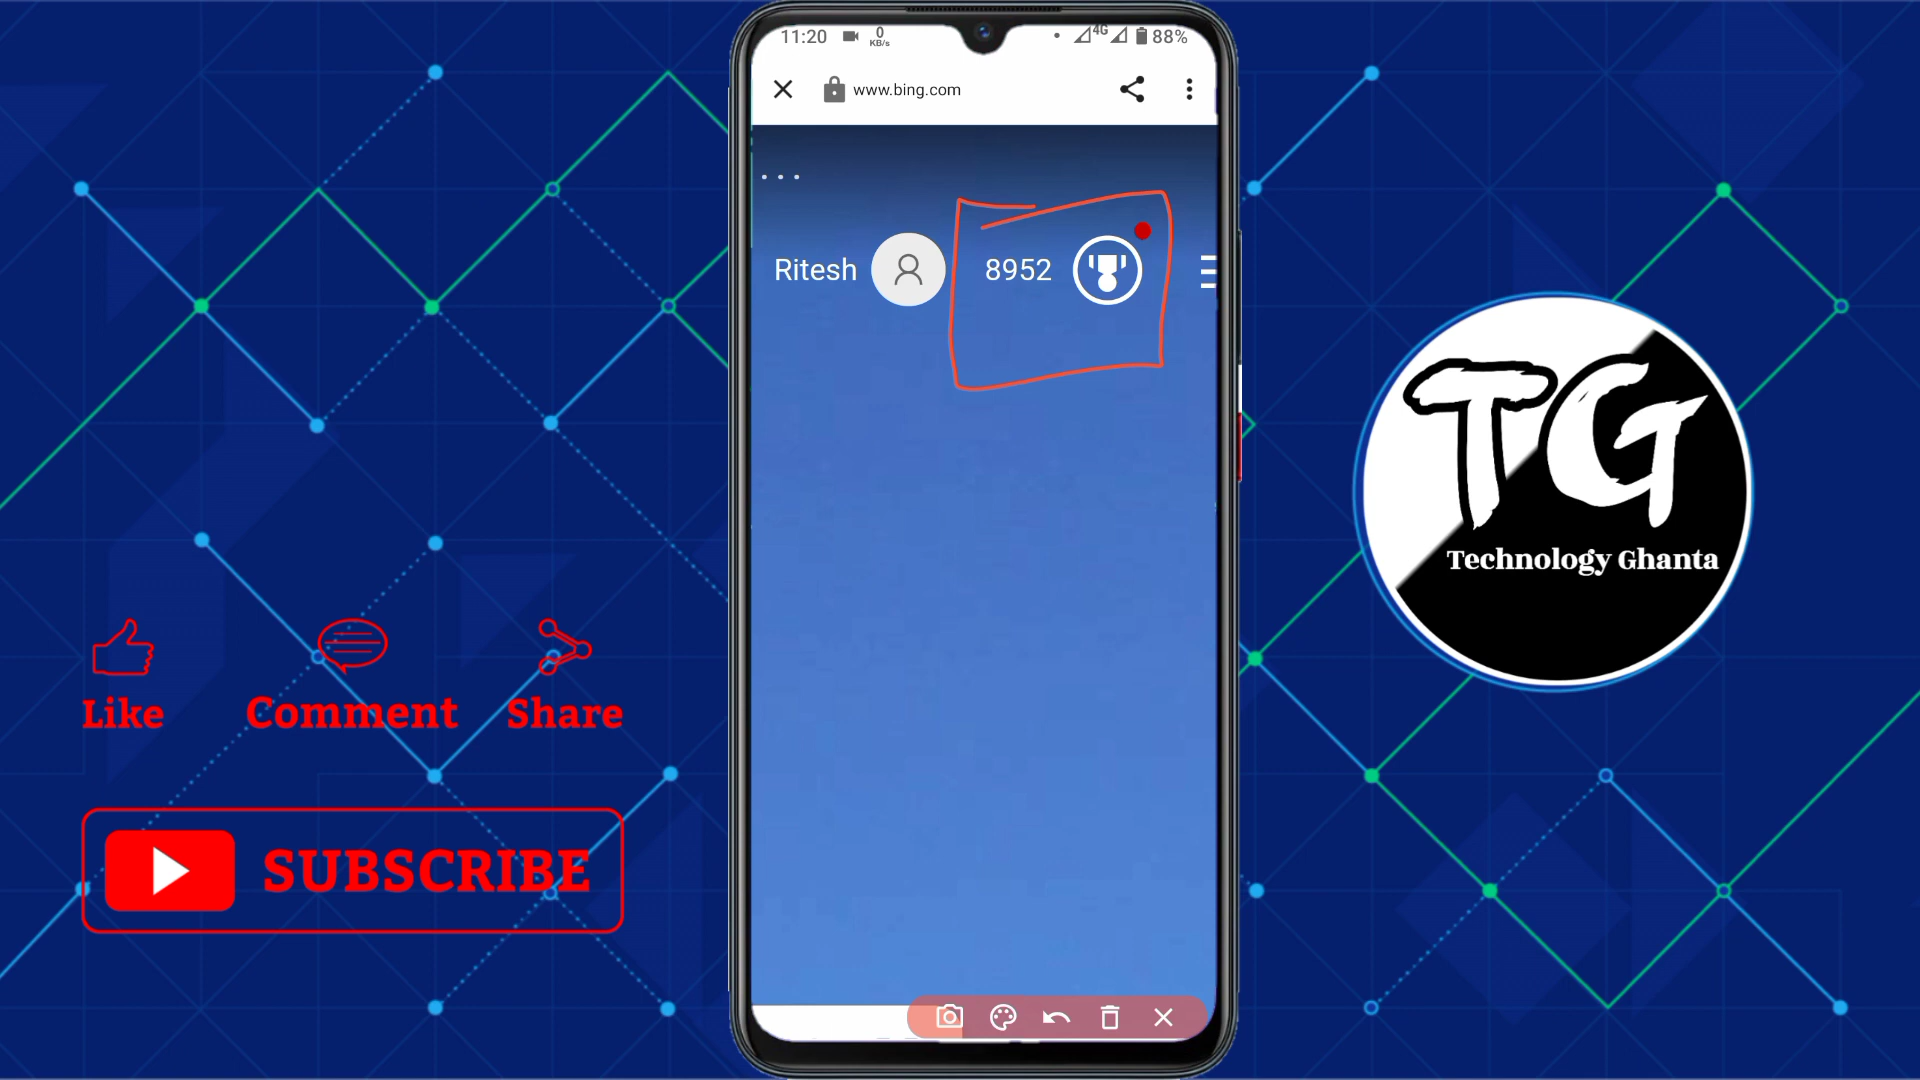 11:20
0
KB/s
4G
88%
www.bing.com
Ritesh
8952
TG
Technology Ghanta
Like
Comment
Share
SUBSCRIBE